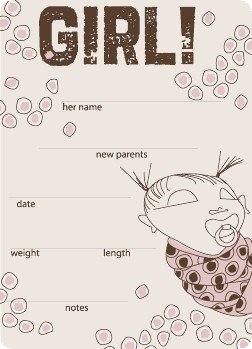 GIRL!
her name
new parents
date
weight length
notes